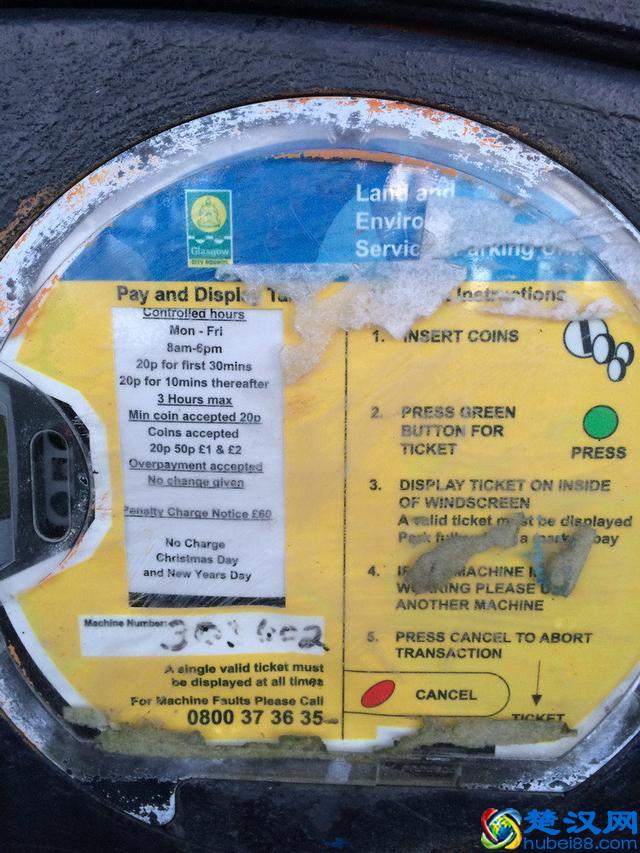 Land and
Glasgow
CITY COUNCIL
Pay and Display
Controlled hours
Mon - Fri
8am-6pm
20p for first 30mins
20p for 10mins thereafter
3 Hours max
Min coin accepted 20p
Coins accepted
20p 50p £1 & £2
Overpayment accepted
No change given
Penalty Charge Notice £60
No Charge
Christmas Day
and New Years Day
Machine Number:
A single valid ticket must
be displayed at all times
For Machine Faults Please Call
0800 37 36 35
Instructions
1. INSERT COINS
2. PRESS GREEN
BUTTON FOR
TICKET
PRESS
3. DISPLAY TICKET ON INSIDE
OF WINDSCREEN
A valid ticket must be displayed
Park a bay
4. MACHINE
PLEASE
ANOTHER MACHINE
5. PRESS CANCEL TO ABORT
TRANSACTION
CANCEL
TICKET
楚汉网
hubei88.com